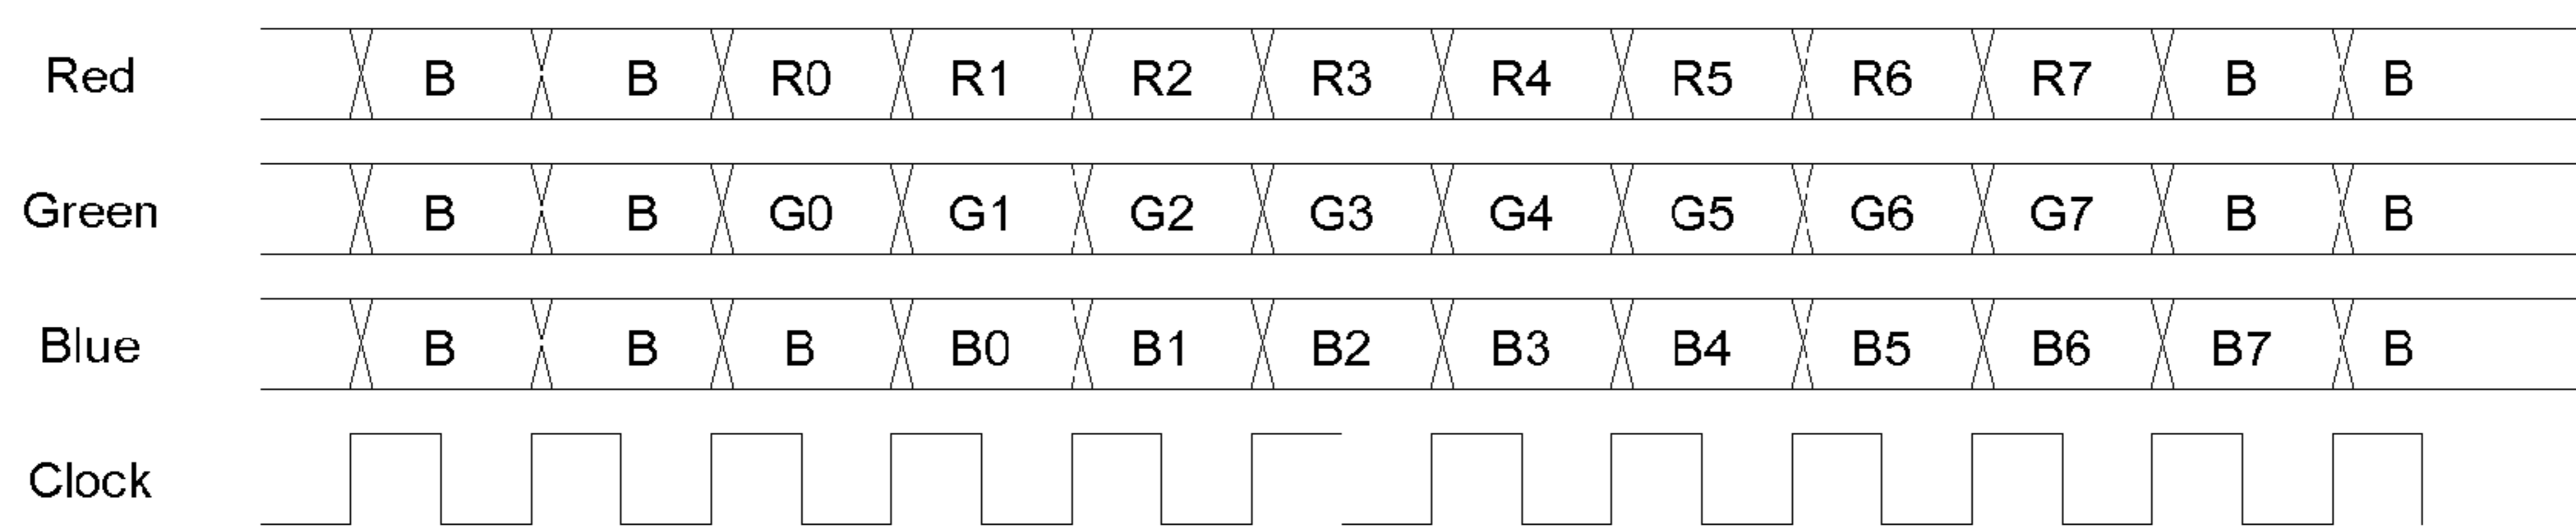 Red B B R0 R1 R2 R3 R4 R5 R6 R7 B B
Green B B G0 G1 G2 G3 G4 G5 G6 G7 B B
Blue B B B B0 B1 B2 B3 B4 B5 B6 B7 B
Clock